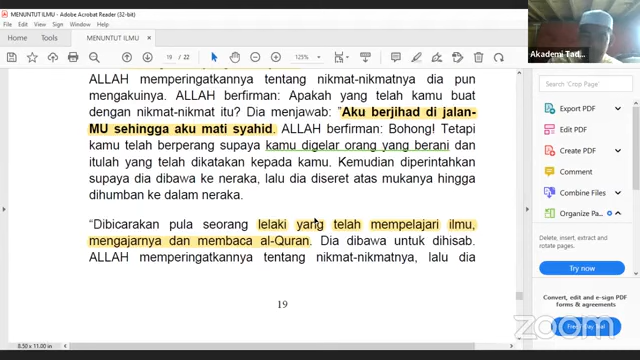 MENUNTUT ILMU.pdf - Adobe Acrobat Reader (32-bit)
File Edit View Sign Window Help
Home Tools MENUNTUT ILMU ×
19 / 22 125%
ALLAH memperingatkannya tentang nikmat-nikmatnya dia pun
mengakuinya. ALLAH berfirman: Apakah yang telah kamu buat
dengan nikmat-nikmat itu? Dia menjawab: "Aku berjihad di jalan-
MU sehingga aku mati syahid. ALLAH berfirman: Bohong! Tetapi
kamu telah berperang supaya kamu digelar orang yang berani dan
itulah yang telah dikatakan kepada kamu. Kemudian diperintahkan
supaya dia dibawa ke neraka, lalu dia diseret atas mukanya hingga
dihumban ke dalam neraka.
"Dibicarakan pula seorang lelaki yang telah mempelajari ilmu,
mengajarnya dan membaca al-Quran. Dia dibawa untuk dihisab.
ALLAH memperingatkannya tentang nikmat-nikmatnya, lalu dia
19
8.50 x 11.00 in
Akademi Tad...
Search 'Crop Page'
Export PDF
Edit PDF
Create PDF
Comment
Combine Files
Organize Pa...
Delete, insert, extract and
rotate pages.
Try now
Convert, edit and e-sign PDF
forms & agreements
Free 7-Day Trial
zoom